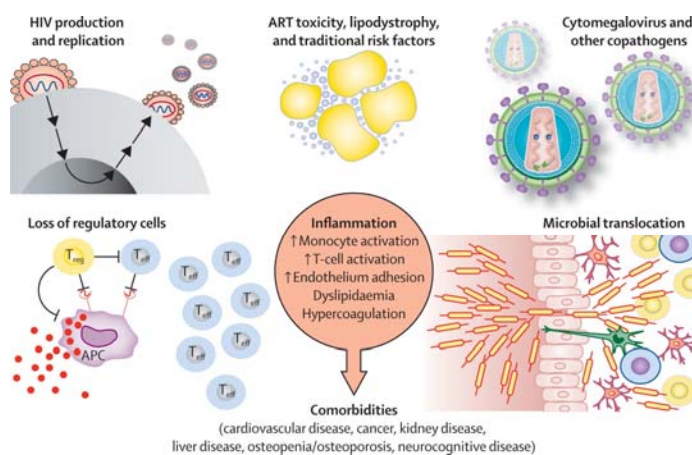 HIV production
and replication
ART toxicity, lipodystrophy,
and traditional risk factors
Cytomegalovirus and
other copathogens
Loss of regulatory cells
Treg
Teff
APC
Teff
Teff
Teff
Teff
Teff
Teff
Teff
Teff
Inflammation
↑Monocyte activation
↑T-cell activation
↑Endothelium adhesion
Dyslipidaemia
Hypercoagulation
Microbial translocation
Comorbidities
(cardiovascular disease, cancer, kidney disease,
liver disease, osteopenia/osteoporosis, neurocognitive disease)